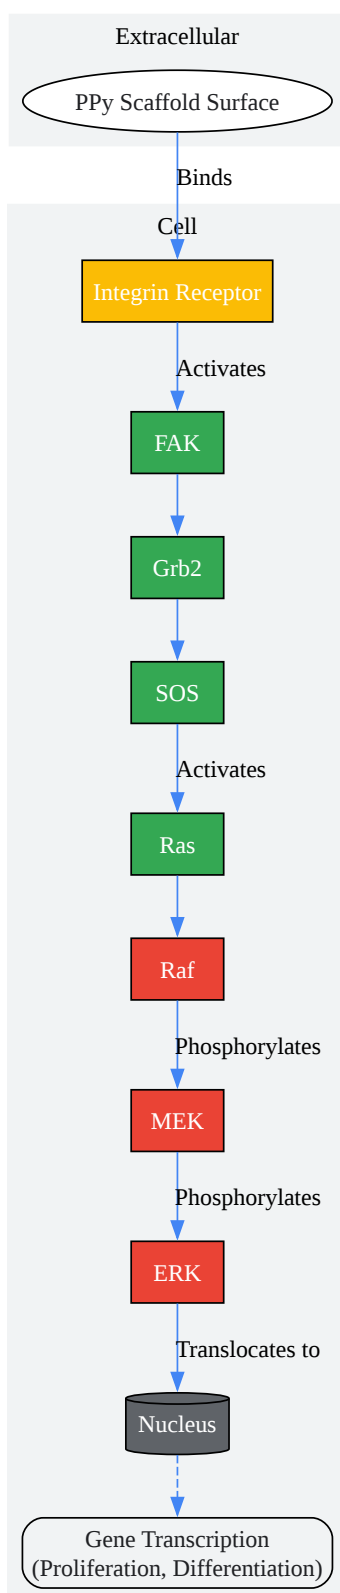 Extracellular
PPy Scaffold Surface
Binds
Cell
Integrin Receptor
Activates
FAK
Grb2
SOS
Activates
Ras
Raf
Phosphorylates
MEK
Phosphorylates
ERK
Translocates to
Nucleus
Gene Transcription
(Proliferation, Differentiation)